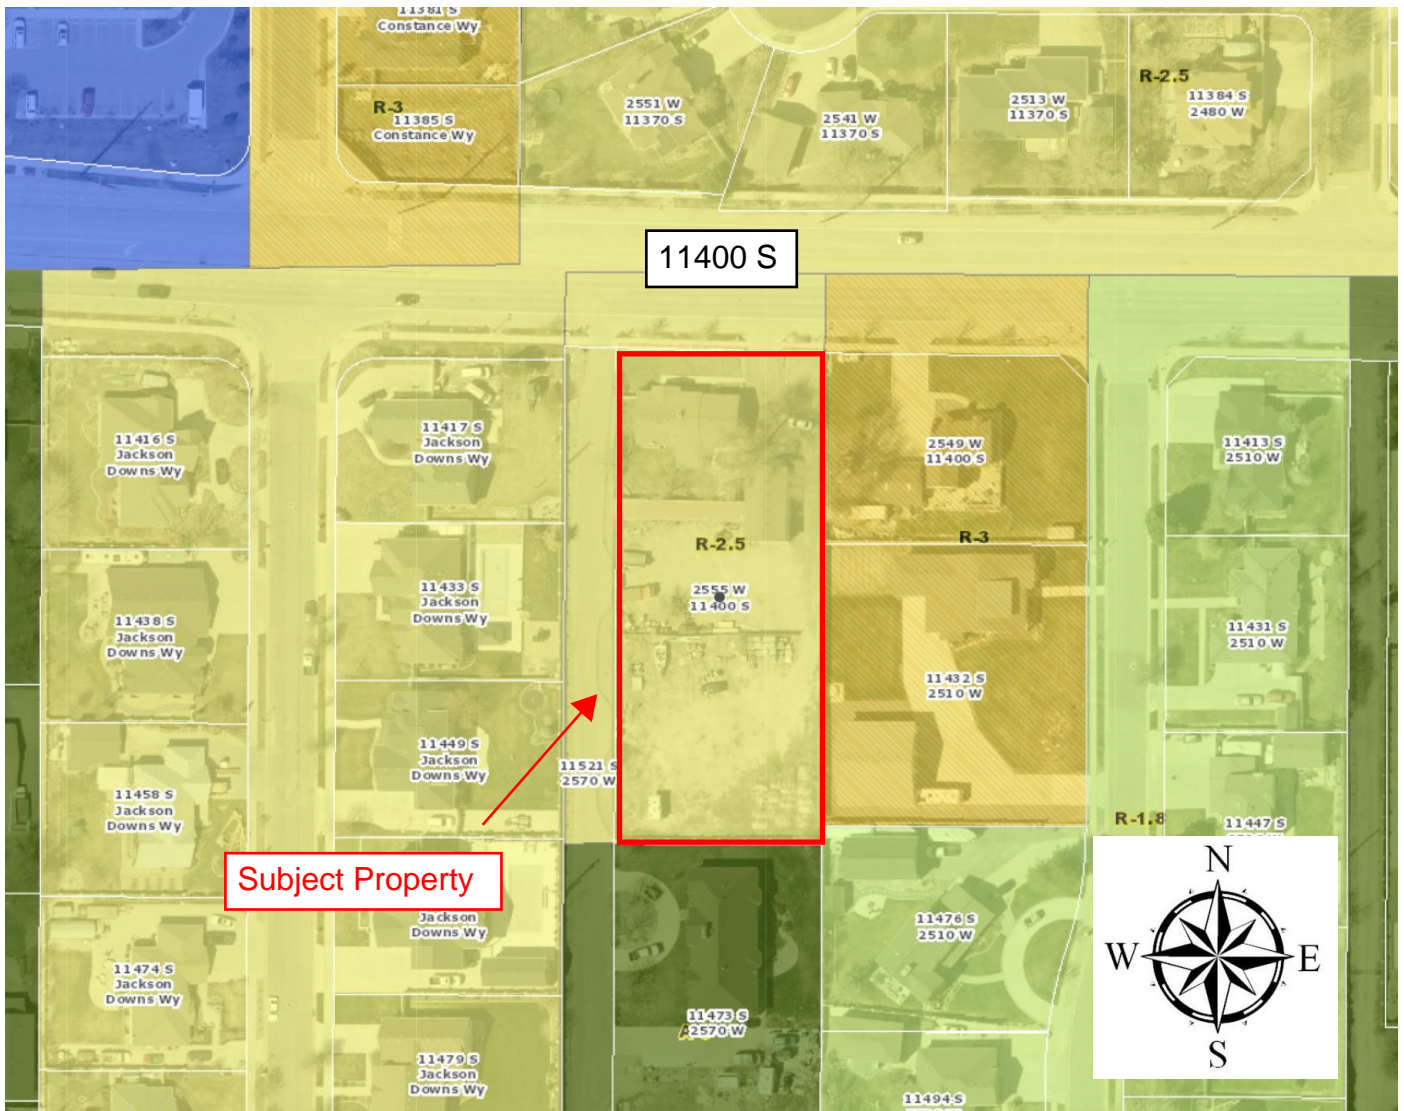 11381 S
Constance Wy
R-3
11385 S
Constance Wy
2551 W
11370 S
2541 W
11370 S
2513 W
11370 S
R-2.5
11384 S
2480 W
11400 S
11416 S
Jackson
Downs Wy
11417 S
Jackson
Downs Wy
2549 W
11400 S
11413 S
2510 W
R-2.5
R-3
2555 W
11400 S
11433 S
Jackson
Downs Wy
11438 S
Jackson
Downs Wy
11431 S
2510 W
11432 S
2510 W
11449 S
Jackson
Downs Wy
11521 S
2570 W
11458 S
Jackson
Downs Wy
R-1.8
11447 S
Subject Property
Jackson
Downs Wy
11476 S
2510 W
11474 S
Jackson
Downs Wy
11473 S
2570 W
11479 S
Jackson
Downs Wy
11494 S
N
W
E
S